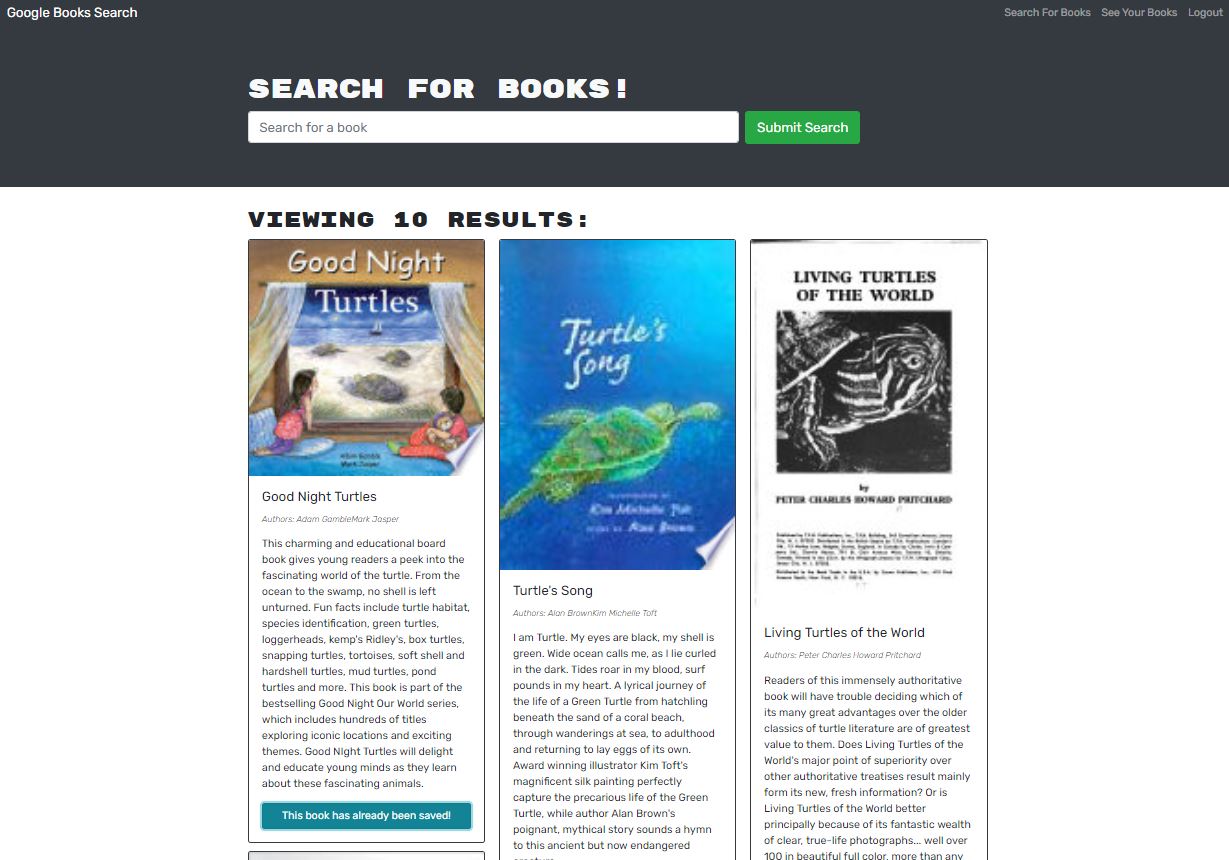 Google Books Search
Search For Books
See Your Books
Logout
SEARCH FOR BOOKS!
Search for a book
Submit Search
VIEWING 10 RESULTS:
Good Night
Turtles
Good Night Turtles
Authors: Adam GambleMark Jasper
This charming and educational board
book gives young readers a peek into the
fascinating world of the turtle. From the
ocean to the swamp, no shell is left
unturned. Fun facts include turtle habitat,
species identification, green turtles,
loggerheads, kemp's Ridley's, box turtles,
snapping turtles, tortoises, soft shell and
hardshell turtles, mud turtles, pond
turtles and more. This book is part of the
bestselling Good Night Our World series,
which includes hundreds of titles
exploring iconic locations and exciting
themes. Good Night Turtles will delight
and educate young minds as they learn
about these fascinating animals.
This book has already been saved!
Turtle's
Song
Kim Michelle Toft
Alan Brown
Turtle's Song
Authors: Alan BrownKim Michelle Toft
I am Turtle. My eyes are black, my shell is
green. Wide ocean calls me, as I lie curled
in the dark. Tides roar in my blood, surf
pounds in my heart. A lyrical journey of
the life of a Green Turtle from hatchling
beneath the sand of a coral beach,
through wanderings at sea, to adulthood
and returning to lay eggs of its own.
Award winning illustrator Kim Toft's
magnificent silk painting perfectly
capture the precarious life of the Green
Turtle, while author Alan Brown's
poignant, mythical story sounds a hymn
to this ancient but now endangered
LIVING TURTLES
OF THE WORLD
by
PETER CHARLES HOWARD PRITCHARD
Living Turtles of the World
Authors: Peter Charles Howard Pritchard
Readers of this immensely authoritative
book will have trouble deciding which of
its many great advantages over the older
classics of turtle literature are of greatest
value to them. Does Living Turtles of the
World's major point of superiority over
other authoritative treatises result mainly
form its new, fresh information? Or is
Living Turtles of the World better
principally because of its fantastic wealth
of clear, true-life photographs... well over
100 in beautiful full color, more than any